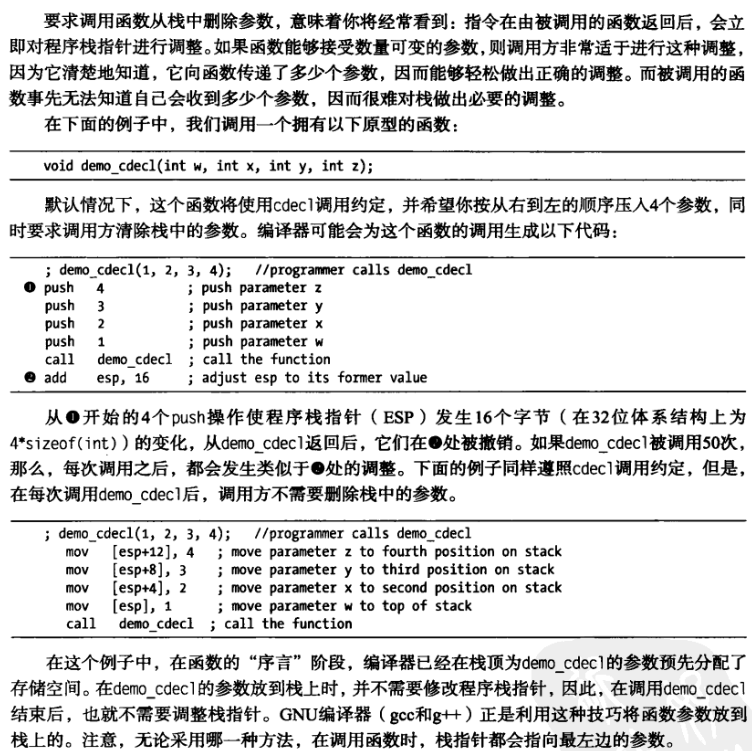 要求调用函数从栈中删除参数，意味着你将经常看到：指令在由被调用的函数返回后，会立
即对程序栈指针进行调整。如果函数能够接受数量可变的参数，则调用方非常适于进行这种调整，
因为它清楚地知道，它向函数传递了多少个参数，因而能够轻松做出正确的调整。而被调用的函
数事先无法知道自己会收到多少个参数，因而很难对栈做出必要的调整。
在下面的例子中，我们调用一个拥有以下原型的函数：
void demo_cdecl(int w, int x, int y, int z);
默认情况下，这个函数将使用cdecl调用约定，并希望你按从右到左的顺序压入4个参数，同
时要求调用方清除栈中的参数。编译器可能会为这个函数的调用生成以下代码：
; demo_cdecl(1, 2, 3, 4); //programmer calls demo_cdecl
❶ push 4 ; push parameter z
push 3 ; push parameter y
push 2 ; push parameter x
push 1 ; push parameter w
call demo_cdecl ; call the function
❷ add esp, 16 ; adjust esp to its former value
从❶开始的4个push操作使程序栈指针（ESP）发生16个字节（在32位体系结构上为
4*sizeof(int)）的变化，从demo_cdecl返回后，它们在❷处被撤销。如果demo_cdecl被调用50次，
那么，每次调用之后，都会发生类似于❷处的调整。下面的例子同样遵照cdecl调用约定，但是，
在每次调用demo_cdecl后，调用方不需要删除栈中的参数。
; demo_cdecl(1, 2, 3, 4); //programmer calls demo_cdecl
mov [esp+12], 4 ; move parameter z to fourth position on stack
mov [esp+8], 3 ; move parameter y to third position on stack
mov [esp+4], 2 ; move parameter x to second position on stack
mov [esp], 1 ; move parameter w to top of stack
call demo_cdecl ; call the function
在这个例子中，在函数的“序言”阶段，编译器已经在栈顶为demo_cdecl的参数预先分配了
存储空间。在demo_cdecl的参数放到栈上时，并不需要修改程序栈指针，因此，在调用demo_cdecl
结束后，也就不需要调整栈指针。GNU编译器（gcc和g++）正是利用这种技巧将函数参数放到
栈上的。注意，无论采用哪一种方法，在调用函数时，栈指针都会指向最左边的参数。